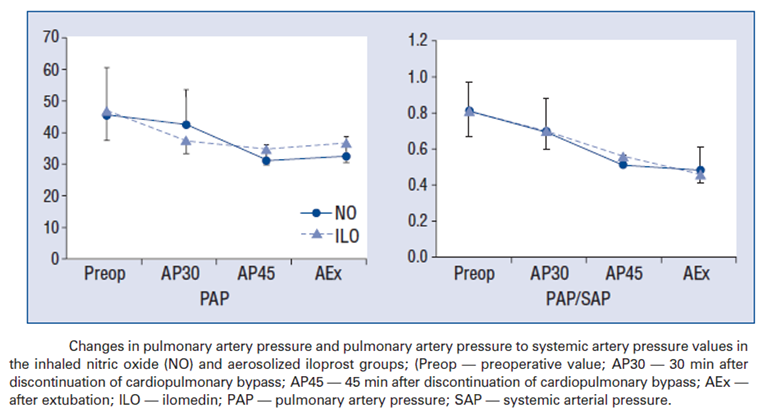 70
60
50
40
30
20
10
0
Preop AP30 AP45 AEx
PAP
NO
ILO
1.2
1.0
0.8
0.6
0.4
0.2
0.0
Preop AP30 AP45 AEx
PAP/SAP
Changes in pulmonary artery pressure and pulmonary artery pressure to systemic artery pressure values in
the inhaled nitric oxide (NO) and aerosolized iloprost groups; (Preop — preoperative value; AP30 — 30 min after
discontinuation of cardiopulmonary bypass; AP45 — 45 min after discontinuation of cardiopulmonary bypass; AEx —
after extubation; ILO — ilomedin; PAP — pulmonary artery pressure; SAP — systemic arterial pressure.